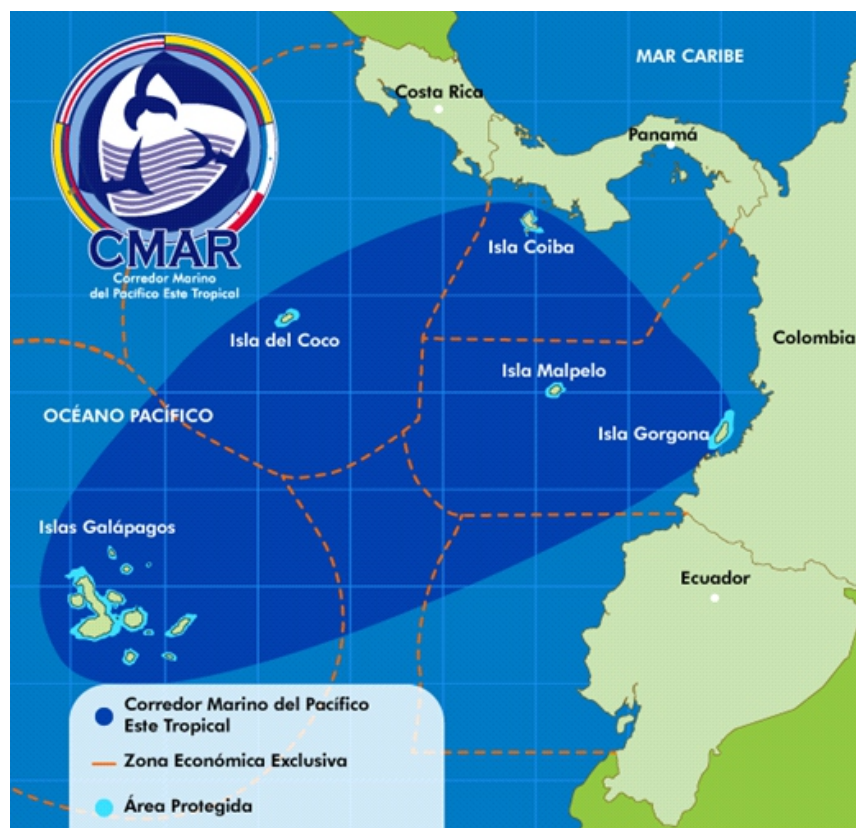 MAR CARIBE
Costa Rica
Panamá
CMAR
Corredor Marino
del Pacífico Este Tropical
Isla Coiba
Isla del Coco
Colombia
Isla Malpelo
OCÉANO PACÍFICO
Isla Gorgona
Islas Galápagos
Ecuador
Corredor Marino del Pacífico
Este Tropical
Zona Económica Exclusiva
Área Protegida